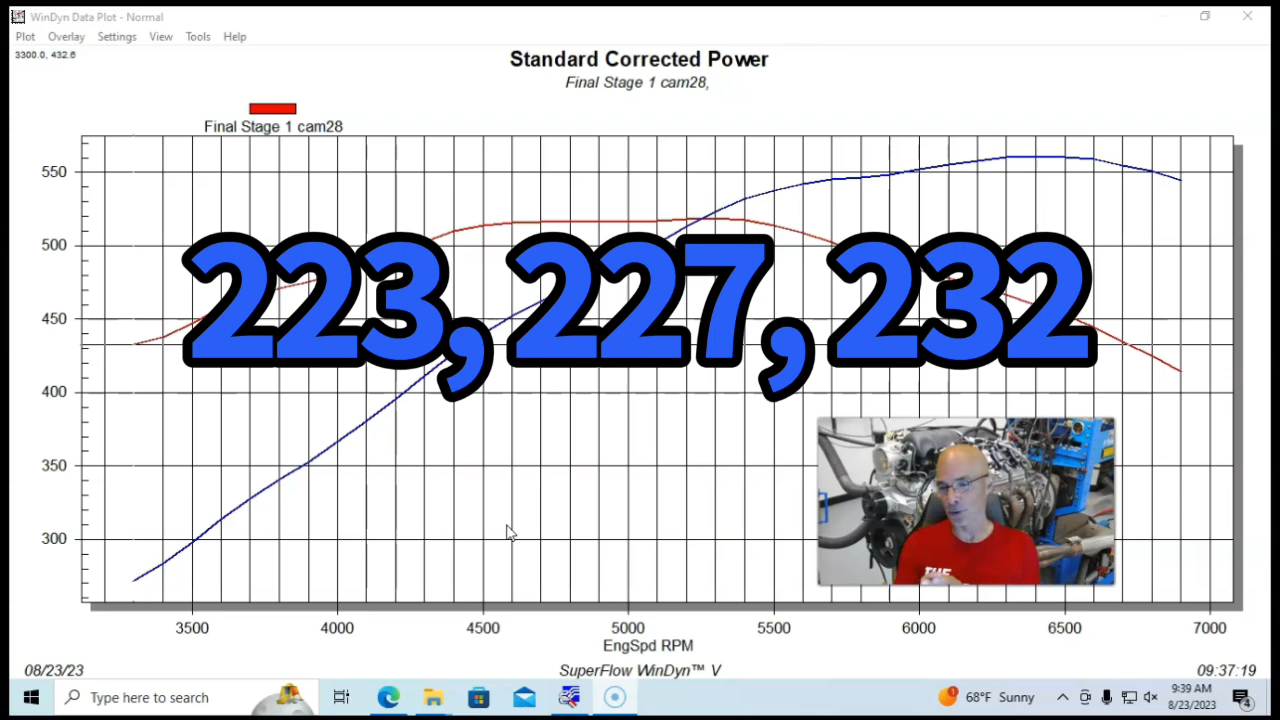 WinDyn Data Plot - Normal
Plot Overlay Settings View Tools Help
3300.0, 432.6
Standard Corrected Power
Final Stage 1 cam28,
Final Stage 1 cam28
550
500
450
400
350
300
223, 227, 232
THE
3500 4000 4500 5000 5500 6000 6500 7000
EngSpd RPM
08/23/23 SuperFlow WinDyn™ V 09:37:19
Type here to search
68°F Sunny
9:39 AM
8/23/2023
4